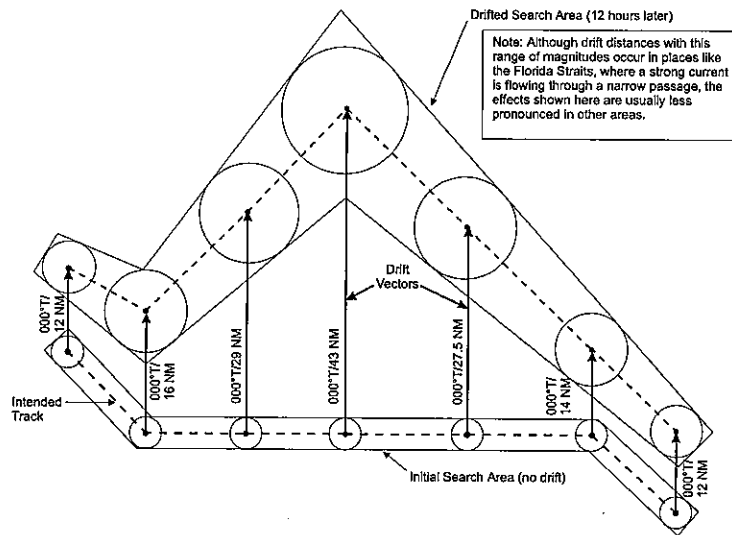 Drifted Search Area (12 hours later)
Note: Although drift distances with this
range of magnitudes occur in places like
the Florida Straits, where a strong current
is flowing through a narrow passage, the
effects shown here are usually less
pronounced in other areas.
Drift
Vectors
000°T/
12 NM
000°T/
16 NM
000°T/29 NM
000°T/43 NM
000°T/27.5 NM
000°T/
14 NM
000°T/
12 NM
Intended
Track
Initial Search Area (no drift)